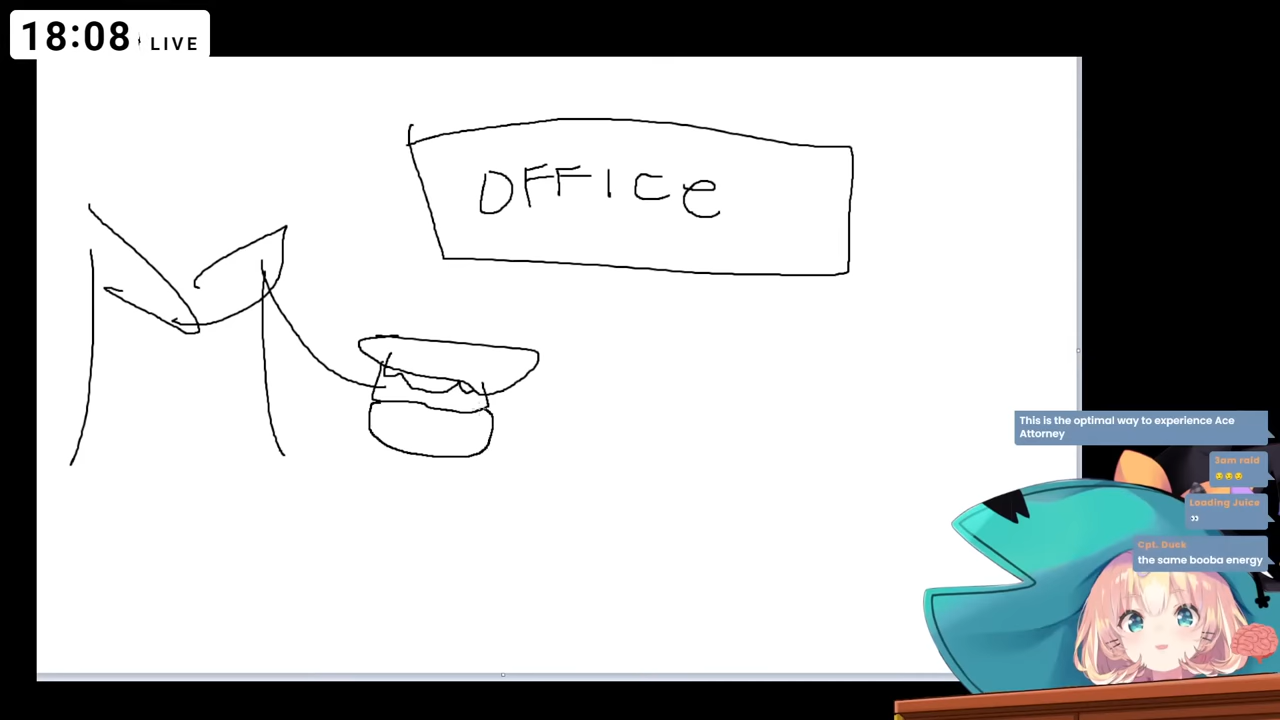 18:08 LIVE
OFFICe
This is the optimal way to experience Ace
Attorney
3am raid
Loading Juice
Cpt. Duck
the same booba energy